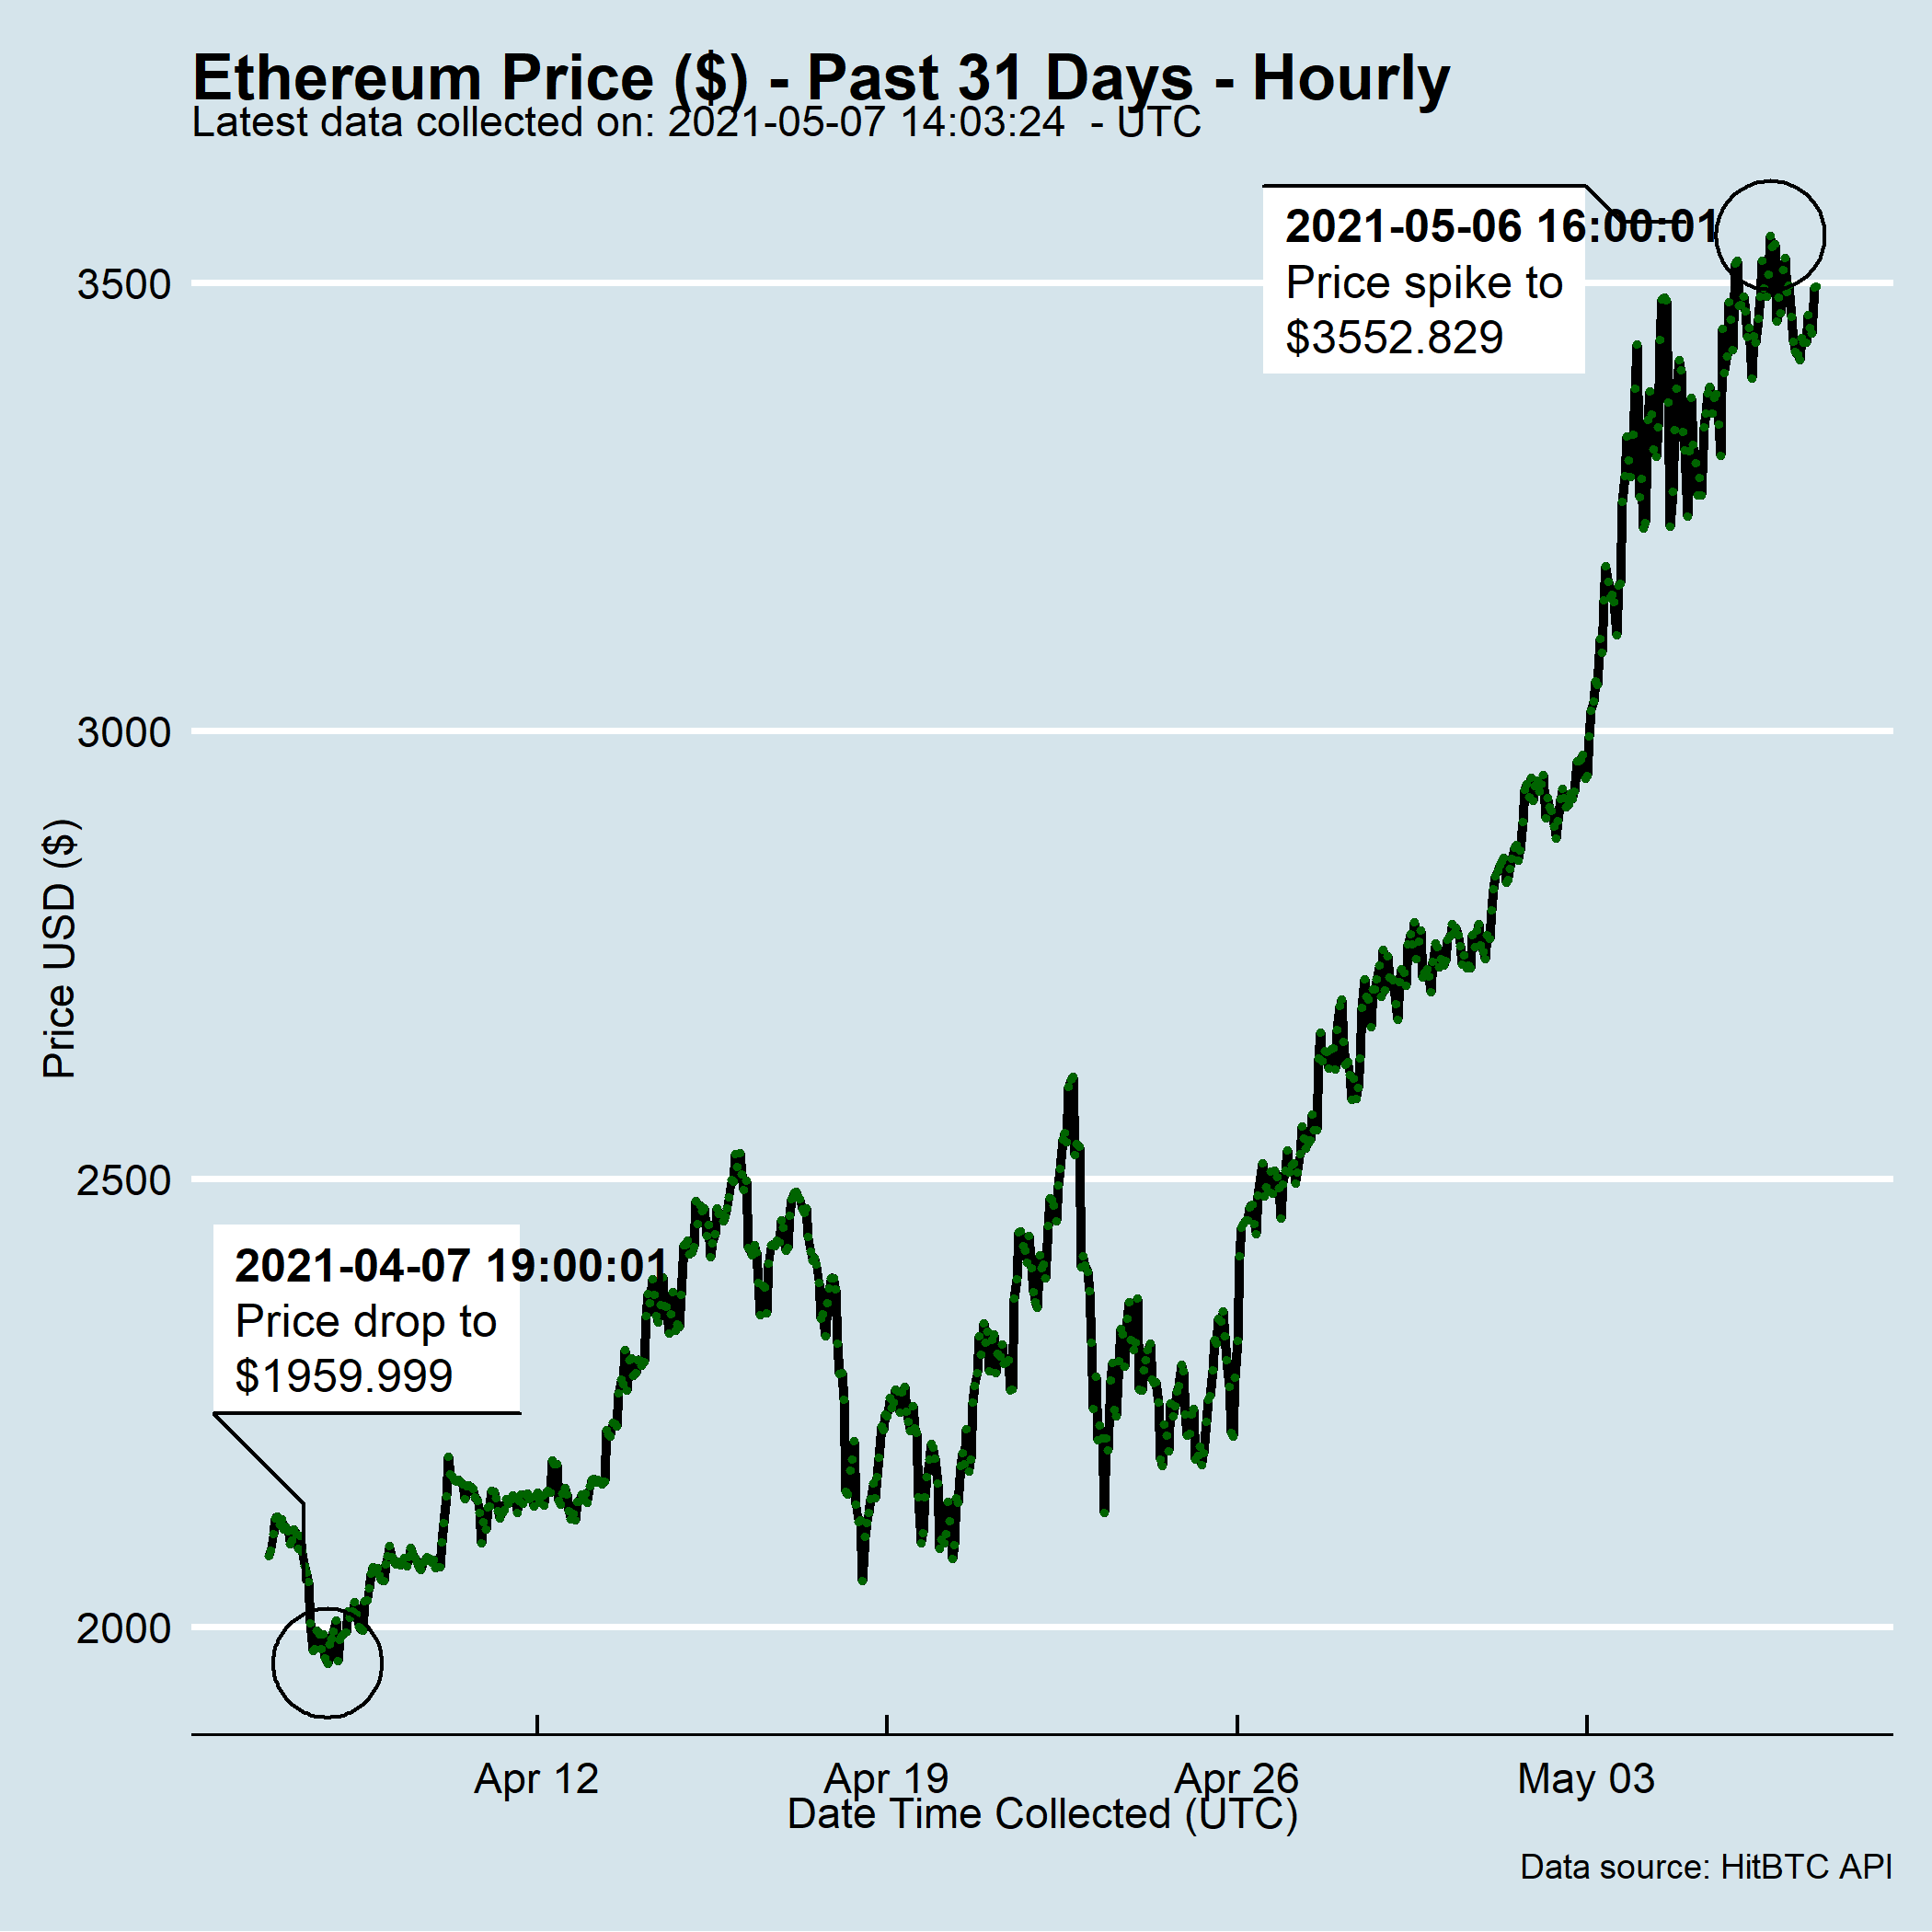 Ethereum Price ($) - Past 31 Days - Hourly
Latest data collected on: 2021-05-07 14:03:24  - UTC
2021-05-06 16:00:01
Price spike to
$3552.829
3500
3000
Price USD ($)
2500
2021-04-07 19:00:01
Price drop to
$1959.999
2000
Apr 12
Apr 19
Apr 26
May 03
Date Time Collected (UTC)
Data source: HitBTC API